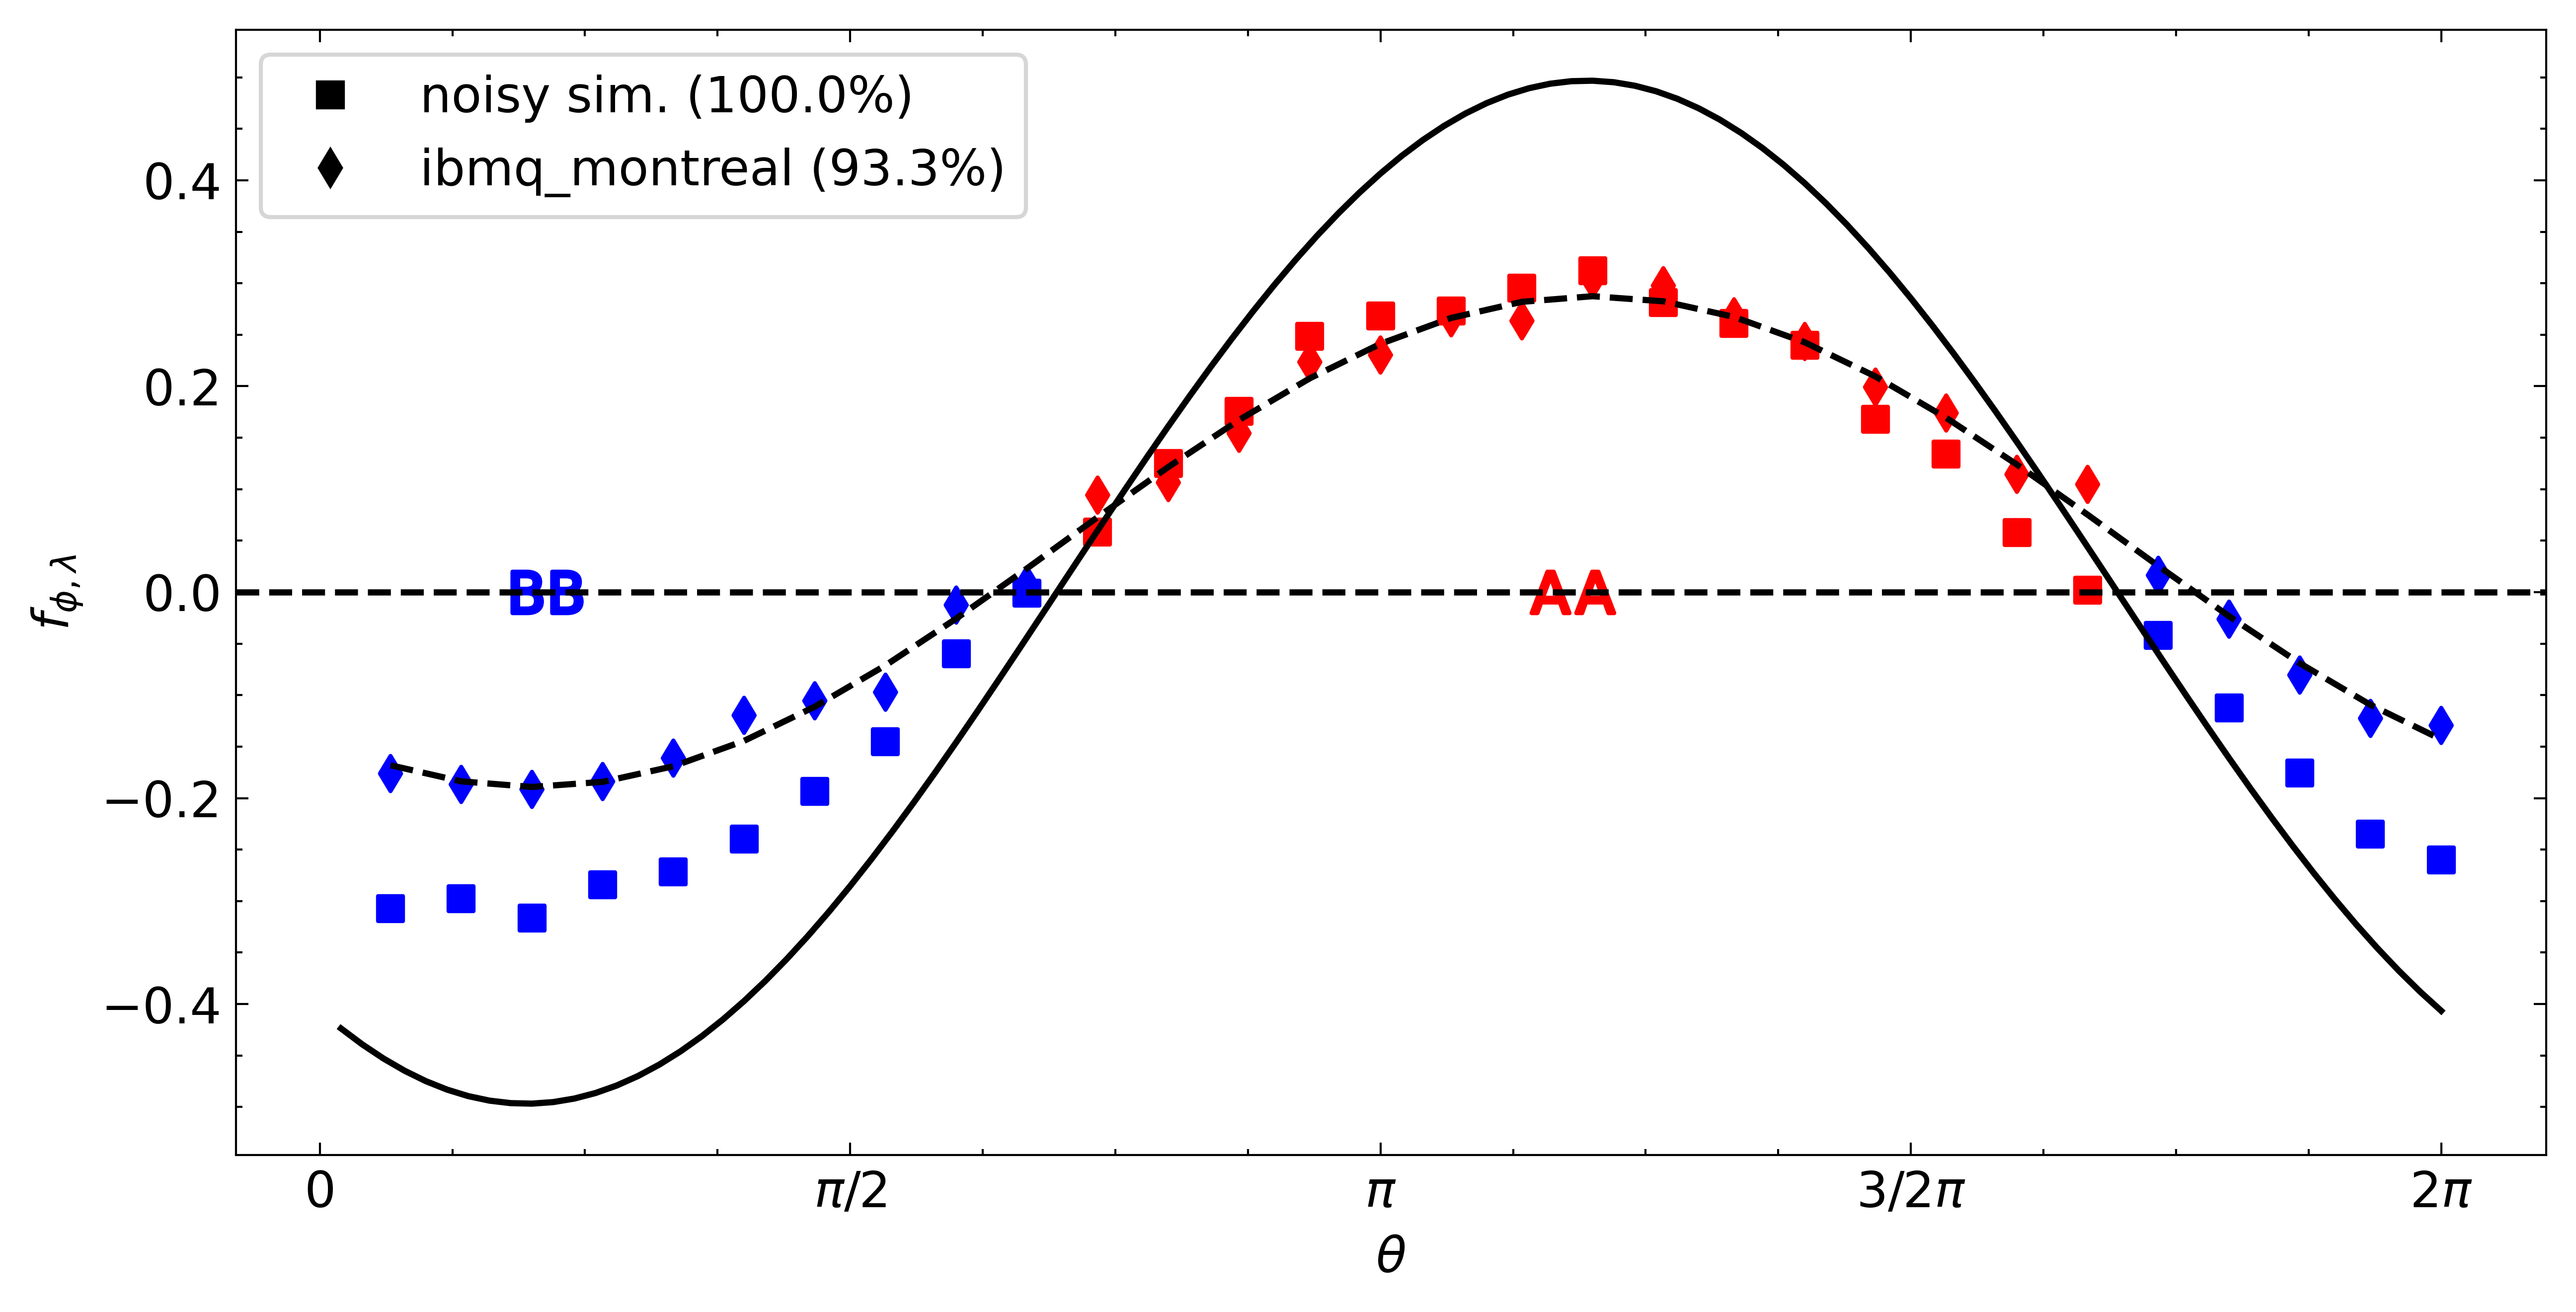 noisy sim. (100.0%)
ibmq_montreal (93.3%)
0.4
0.2
0.0
−0.2
−0.4
f𝜙, λ
BB
AA
0 π/2 π 3/2π 2π
θ